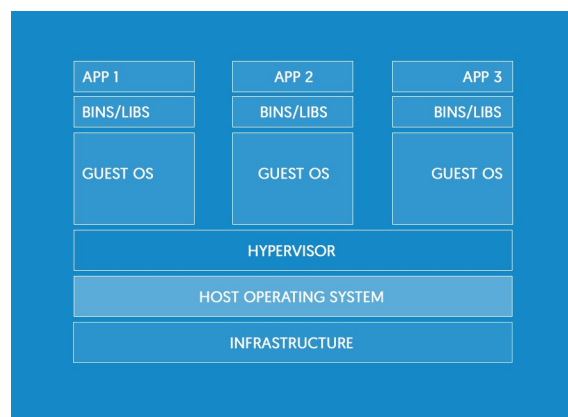 APP 1
APP 2
APP 3
BINS/LIBS
BINS/LIBS
BINS/LIBS
GUEST OS
GUEST OS
GUEST OS
HYPERVISOR
HOST OPERATING SYSTEM
INFRASTRUCTURE